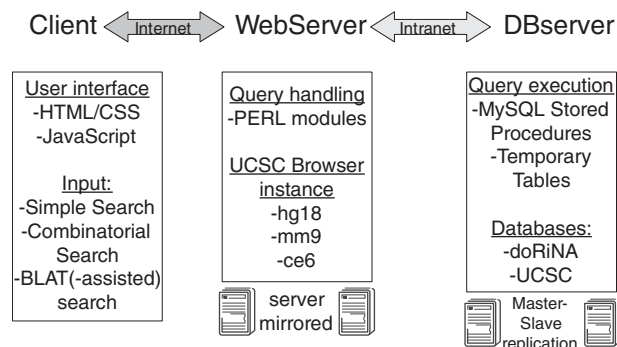 Client Internet WebServer Intranet DBserver
User interface
-HTML/CSS
-JavaScript
Input:
-Simple Search
-Combinatorial
Search
-BLAT(-assisted)
search
Query handling
-PERL modules
UCSC Browser
instance
-hg18
-mm9
-ce6
server
mirrored
Query execution
-MySQL Stored
Procedures
-Temporary
Tables
Databases:
-doRiNA
-UCSC
Master-
Slave
replication